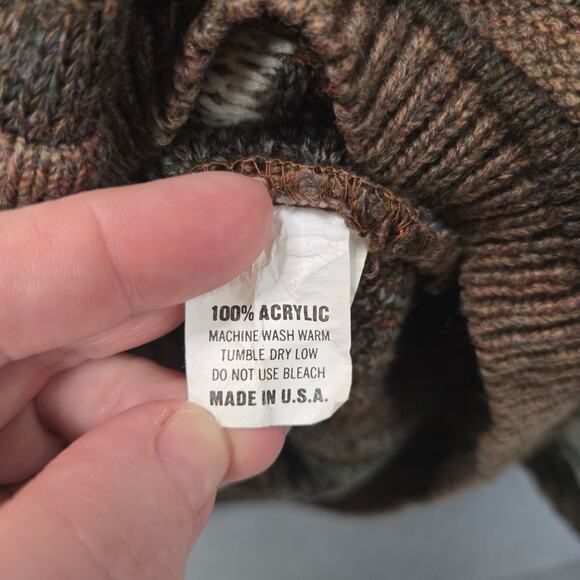 100% ACRYLIC
MACHINE WASH WARM
TUMBLE DRY LOW
DO NOT USE BLEACH
MADE IN U.S.A.